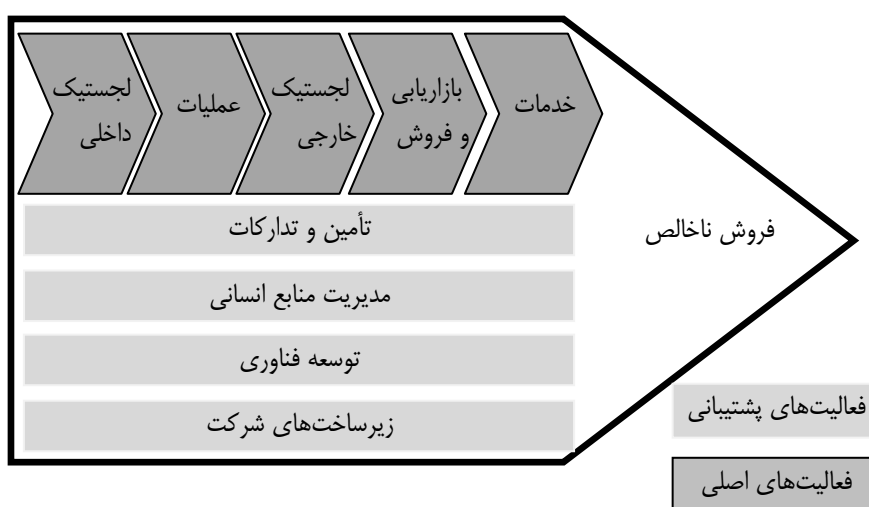 لجستیک
داخلی
عملیات
لجستیک
خارجی
بازاریابی
و فروش
خدمات
تأمین و تدارکات
مدیریت منابع انسانی
توسعه فناوری
زیرساخت‌های شرکت
فروش ناخالص
فعالیت‌های پشتیبانی
فعالیت‌های اصلی